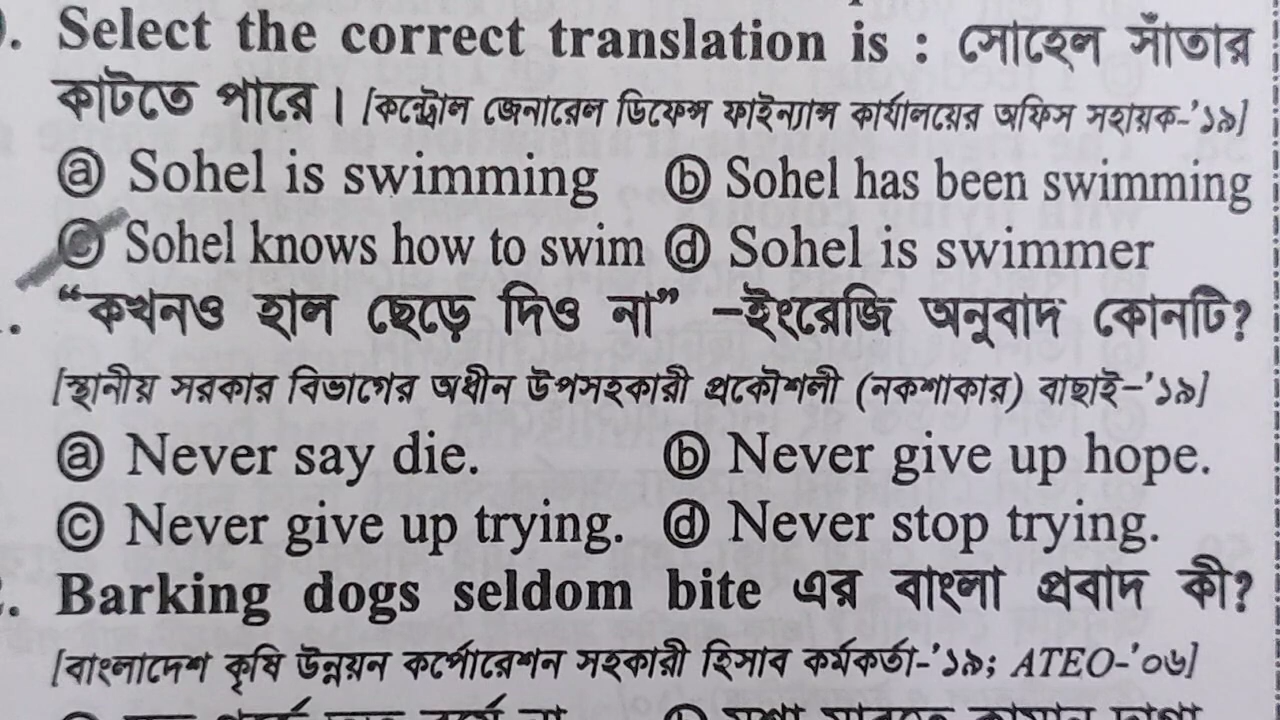 . Select the correct translation is : সোহেল সাঁতার
কাটতে পারে। [কন্ট্রোল জেনারেল ডিফেন্স ফাইন্যান্স কার্যালয়ের অফিস সহায়ক-'১৯]
ⓐ Sohel is swimming ⓑ Sohel has been swimming
ⓒ Sohel knows how to swim ⓓ Sohel is swimmer
. “কখনও হাল ছেড়ে দিও না” –ইংরেজি অনুবাদ কোনটি?
[স্থানীয় সরকার বিভাগের অধীন উপসহকারী প্রকৌশলী (নকশাকার) বাছাই-'১৯]
ⓐ Never say die. ⓑ Never give up hope.
ⓒ Never give up trying. ⓓ Never stop trying.
. Barking dogs seldom bite এর বাংলা প্রবাদ কী?
[বাংলাদেশ কৃষি উন্নয়ন কর্পোরেশন সহকারী হিসাব কর্মকর্তা-'১৯; ATEO-'০৬]